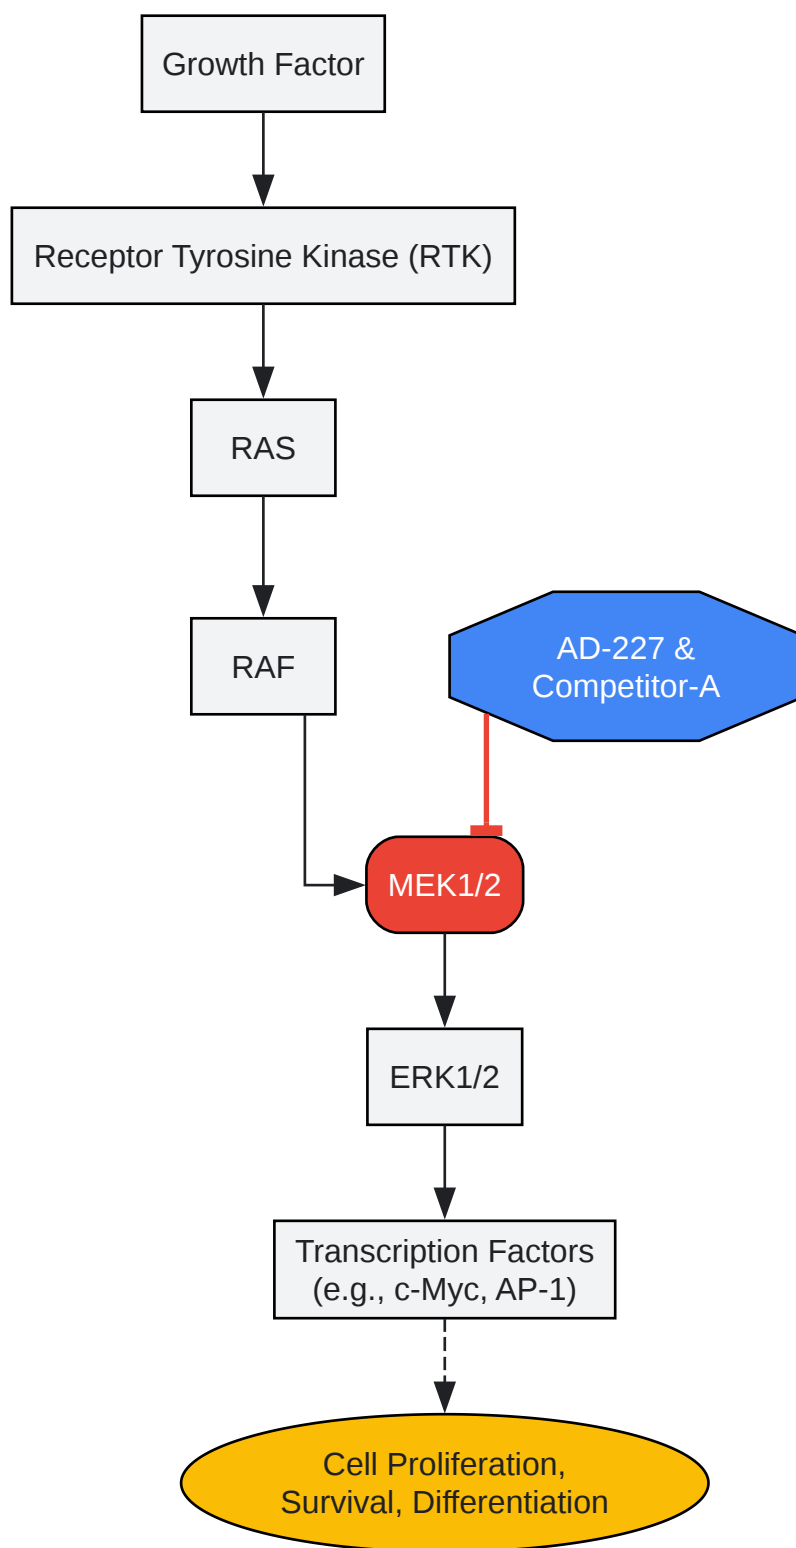 Growth Factor
Receptor Tyrosine Kinase (RTK)
RAS
RAF
AD-227 &
Competitor-A
MEK1/2
ERK1/2
Transcription Factors
(e.g., c-Myc, AP-1)
Cell Proliferation,
Survival, Differentiation